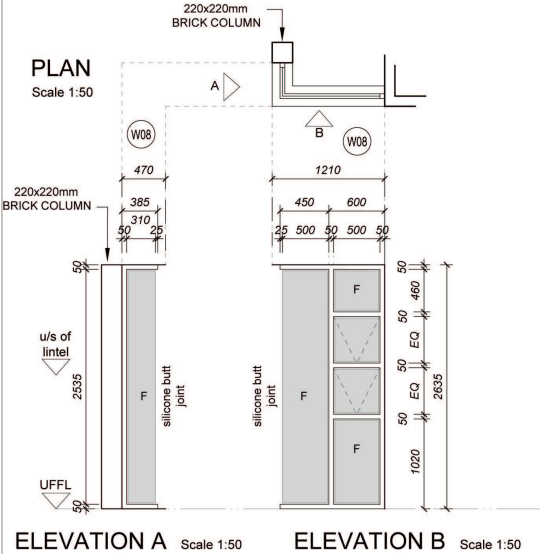 220x220mm
BRICK COLUMN
PLAN
Scale 1:50
A
B
W08
W08
470
1210
220x220mm
BRICK COLUMN
385
450 600
310
50 25
25 500 50 500 50
50
50
F
460
50
u/s of
lintel
EQ
2535
50
2635
silicone butt
joint
silicone butt
joint
F
EQ
50
F
1020
UFFL
50
50
ELEVATION A Scale 1:50
ELEVATION B Scale 1:50